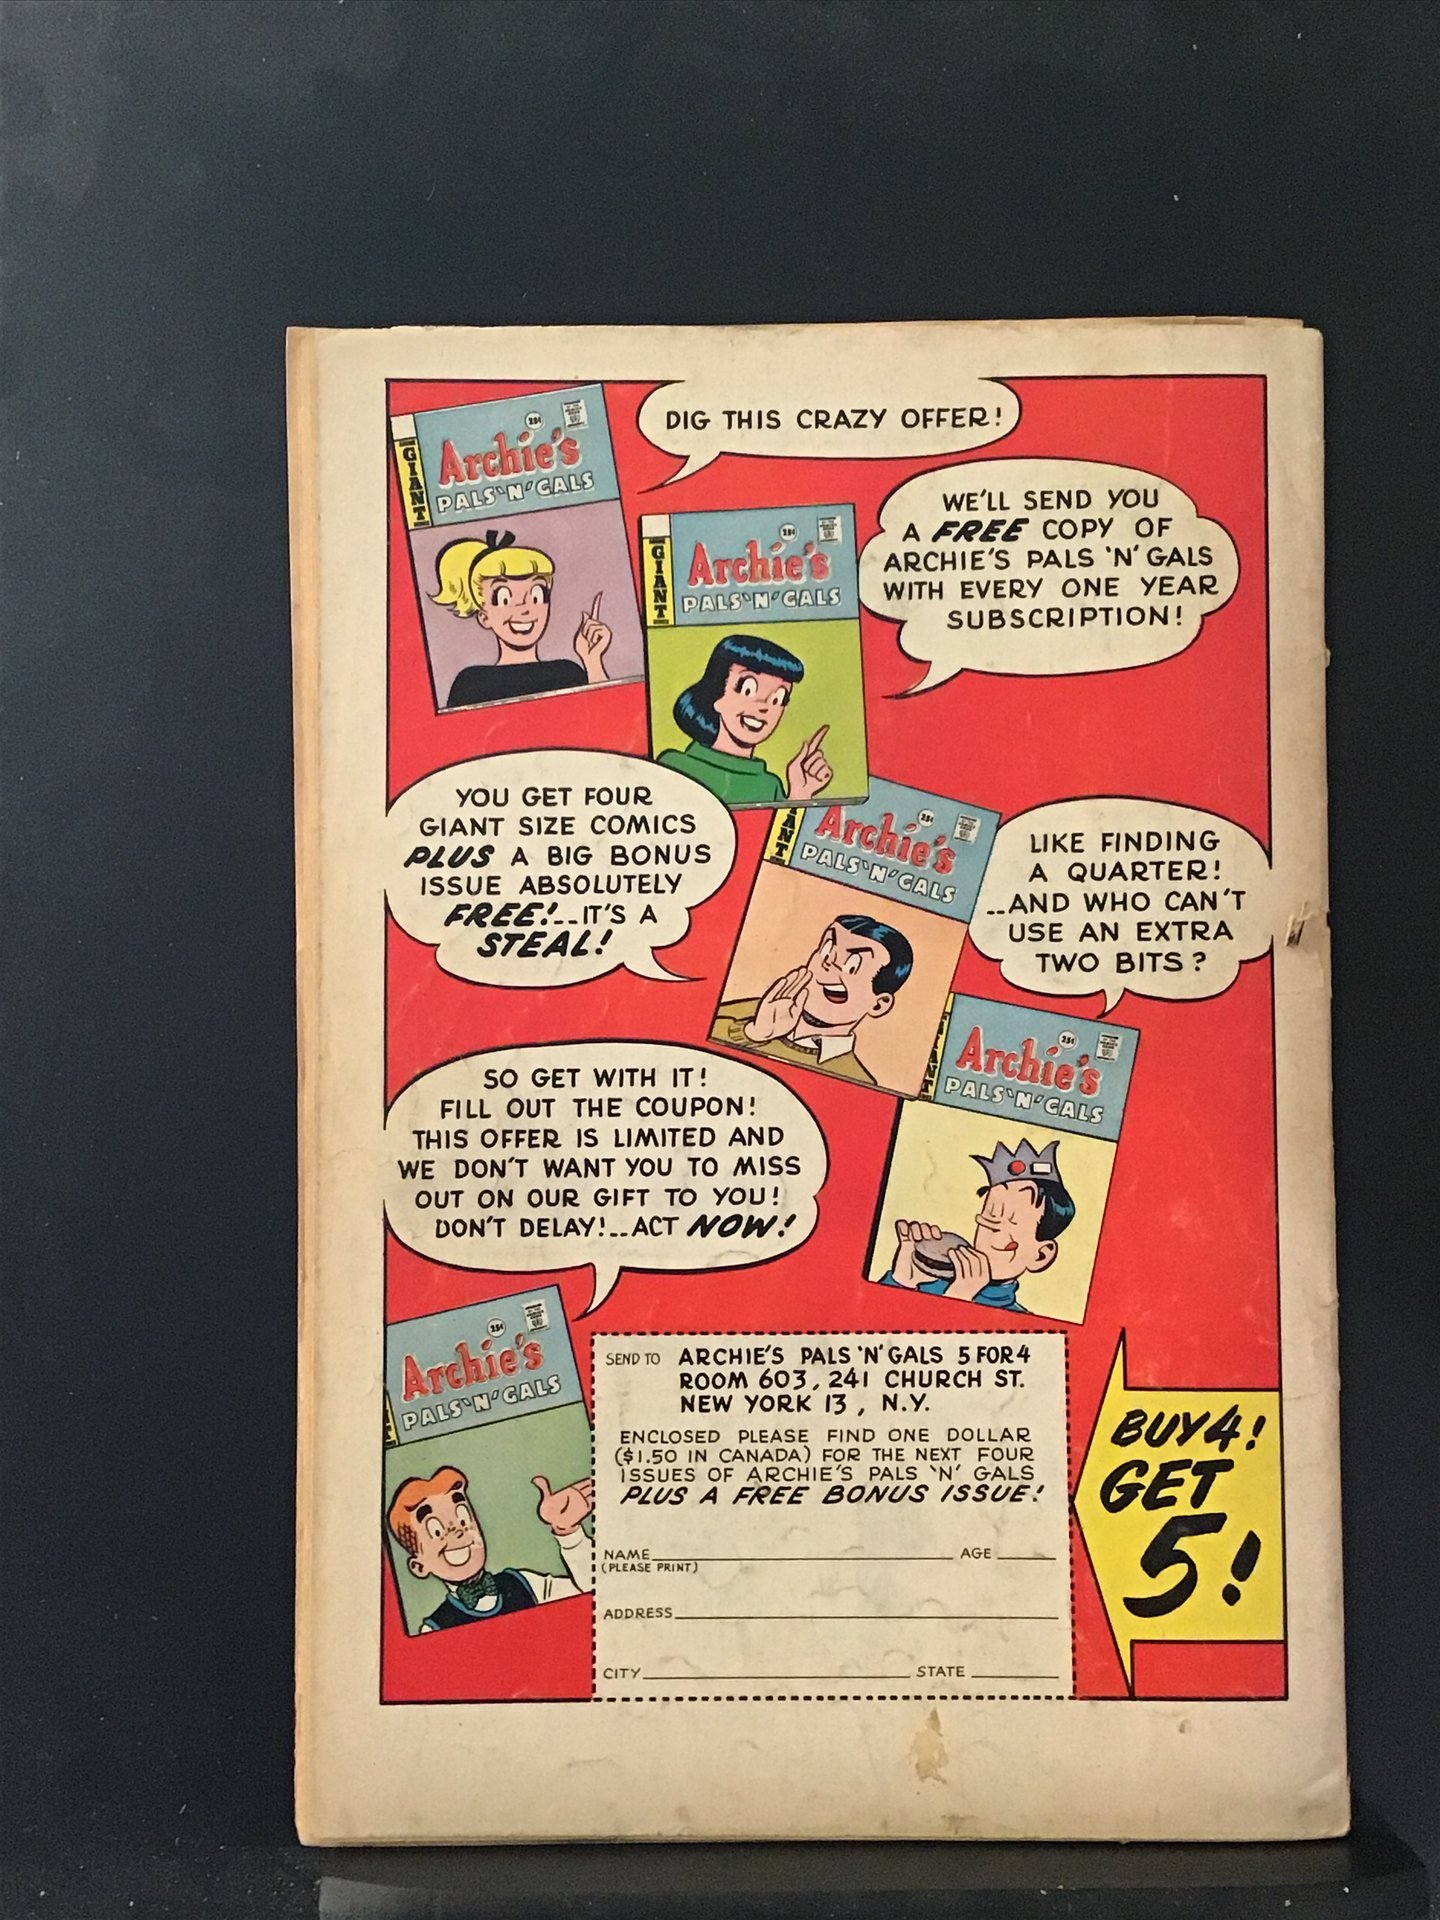 DIG THIS CRAZY OFFER!
GIANT
25¢
Archie's
PALS 'N' GALS
WE'LL SEND YOU
A FREE COPY OF
ARCHIE'S PALS 'N' GALS
WITH EVERY ONE YEAR
SUBSCRIPTION!
GIANT
25¢
Archie's
PALS 'N' GALS
YOU GET FOUR
GIANT SIZE COMICS
PLUS A BIG BONUS
ISSUE ABSOLUTELY
FREE!..IT'S A
STEAL!
25¢
Archie's
PALS 'N' GALS
LIKE FINDING
A QUARTER!
..AND WHO CAN'T
USE AN EXTRA
TWO BITS?
25¢
Archie's
PALS 'N' GALS
SO GET WITH IT!
FILL OUT THE COUPON!
THIS OFFER IS LIMITED AND
WE DON'T WANT YOU TO MISS
OUT ON OUR GIFT TO YOU!
DON'T DELAY!..ACT NOW!
25¢
Archie's
PALS 'N' GALS
SEND TO ARCHIE'S PALS 'N' GALS 5 FOR 4
ROOM 603, 241 CHURCH ST.
NEW YORK 13, N.Y.
ENCLOSED PLEASE FIND ONE DOLLAR
($1.50 IN CANADA) FOR THE NEXT FOUR
ISSUES OF ARCHIE'S PALS 'N' GALS
PLUS A FREE BONUS ISSUE!
NAME AGE
(PLEASE PRINT)
ADDRESS
CITY STATE
BUY 4!
GET
5!